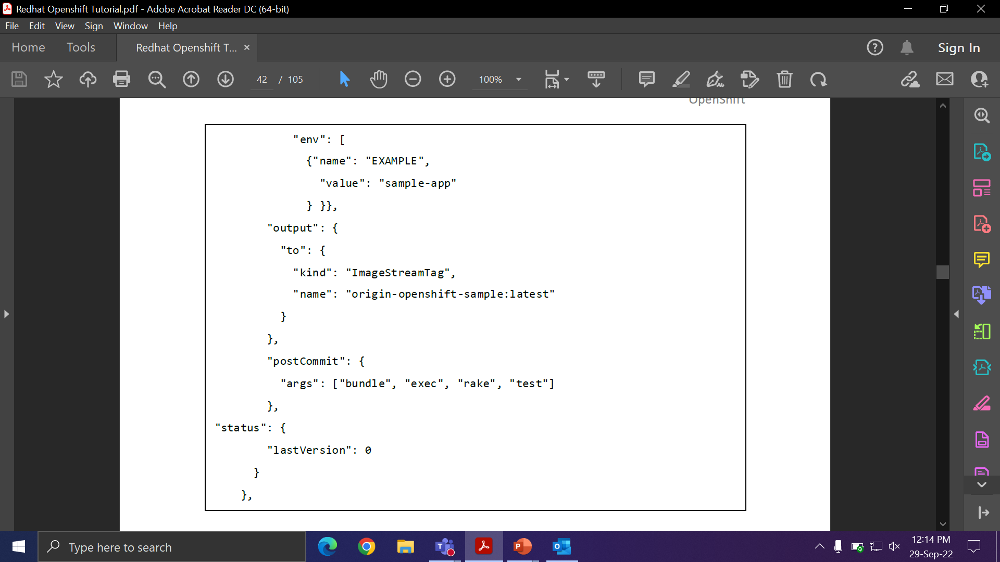 Redhat Openshift Tutorial.pdf - Adobe Acrobat Reader DC (64-bit)
File Edit View Sign Window Help
Home Tools Redhat Openshift T... × Sign In
42 / 105 100%
OpenShift
"env": [
{"name": "EXAMPLE",
"value": "sample-app"
} }},
"output": {
"to": {
"kind": "ImageStreamTag",
"name": "origin-openshift-sample:latest"
}
},
"postCommit": {
"args": ["bundle", "exec", "rake", "test"]
},
"status": {
"lastVersion": 0
}
},
Type here to search
12:14 PM
29-Sep-22